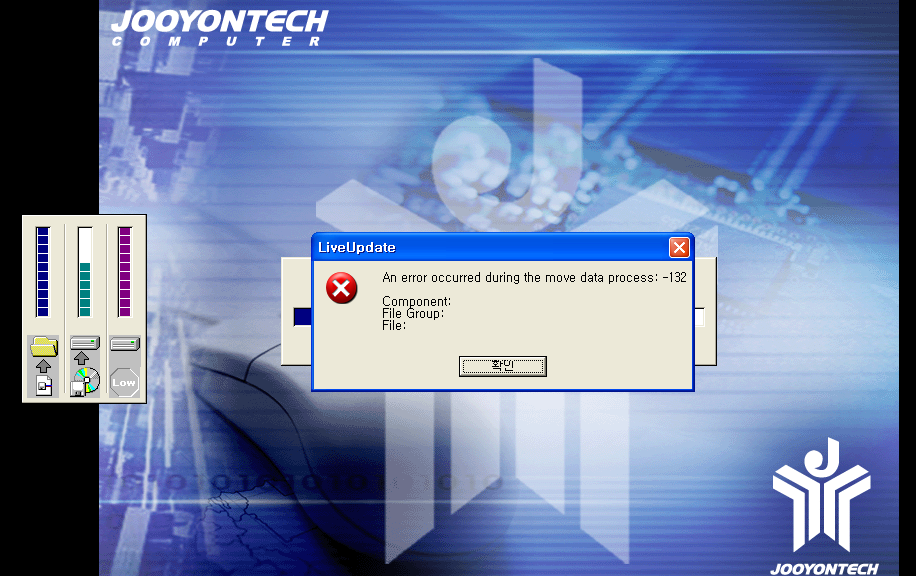 JOOYONTECH
COMPUTER
LiveUpdate
An error occurred during the move data process: -132
Component:
File Group:
File:
확인
Low
JOOYONTECH